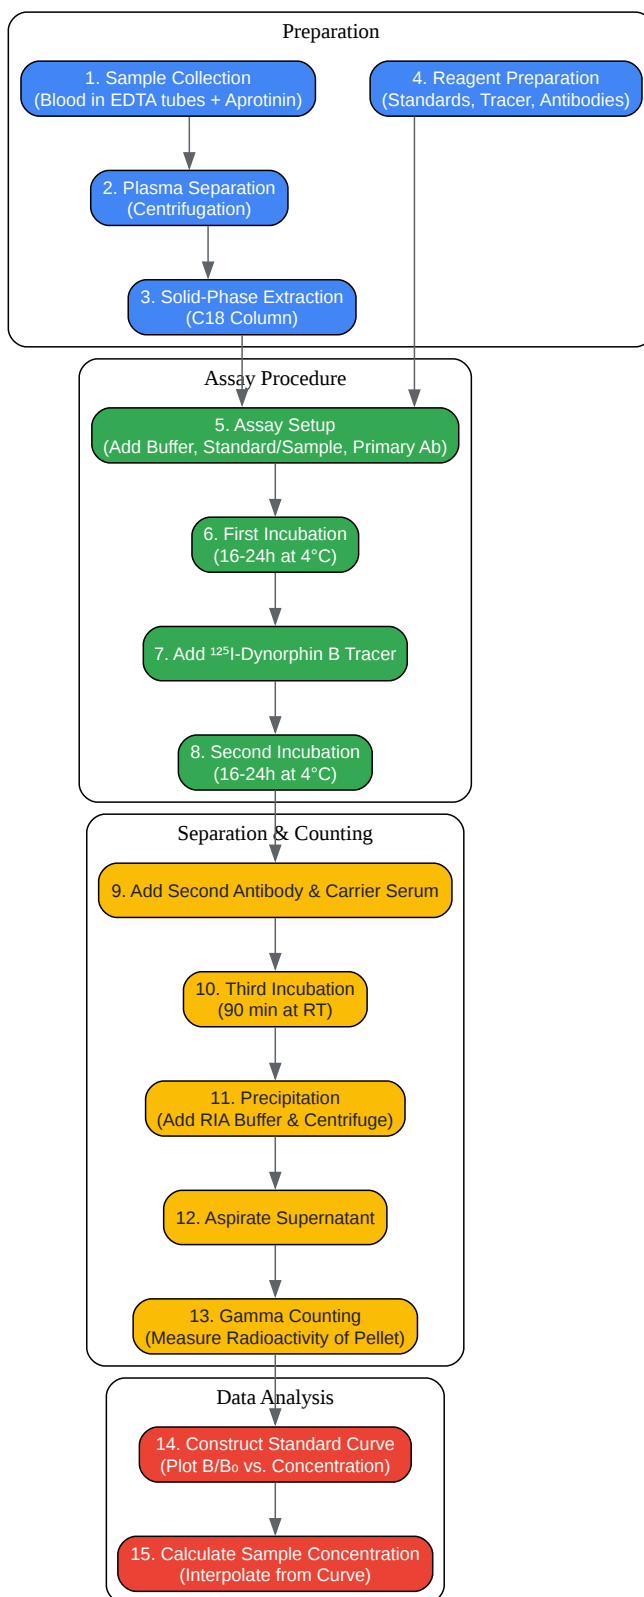 Preparation
1. Sample Collection
(Blood in EDTA tubes + Aprotinin)
4. Reagent Preparation
(Standards, Tracer, Antibodies)
2. Plasma Separation
(Centrifugation)
3. Solid-Phase Extraction
(C18 Column)
Assay Procedure
5. Assay Setup
(Add Buffer, Standard/Sample, Primary Ab)
6. First Incubation
(16-24h at 4°C)
7. Add ¹²⁵I-Dynorphin B Tracer
8. Second Incubation
(16-24h at 4°C)
Separation & Counting
9. Add Second Antibody & Carrier Serum
10. Third Incubation
(90 min at RT)
11. Precipitation
(Add RIA Buffer & Centrifuge)
12. Aspirate Supernatant
13. Gamma Counting
(Measure Radioactivity of Pellet)
Data Analysis
14. Construct Standard Curve
(Plot B/B₀ vs. Concentration)
15. Calculate Sample Concentration
(Interpolate from Curve)